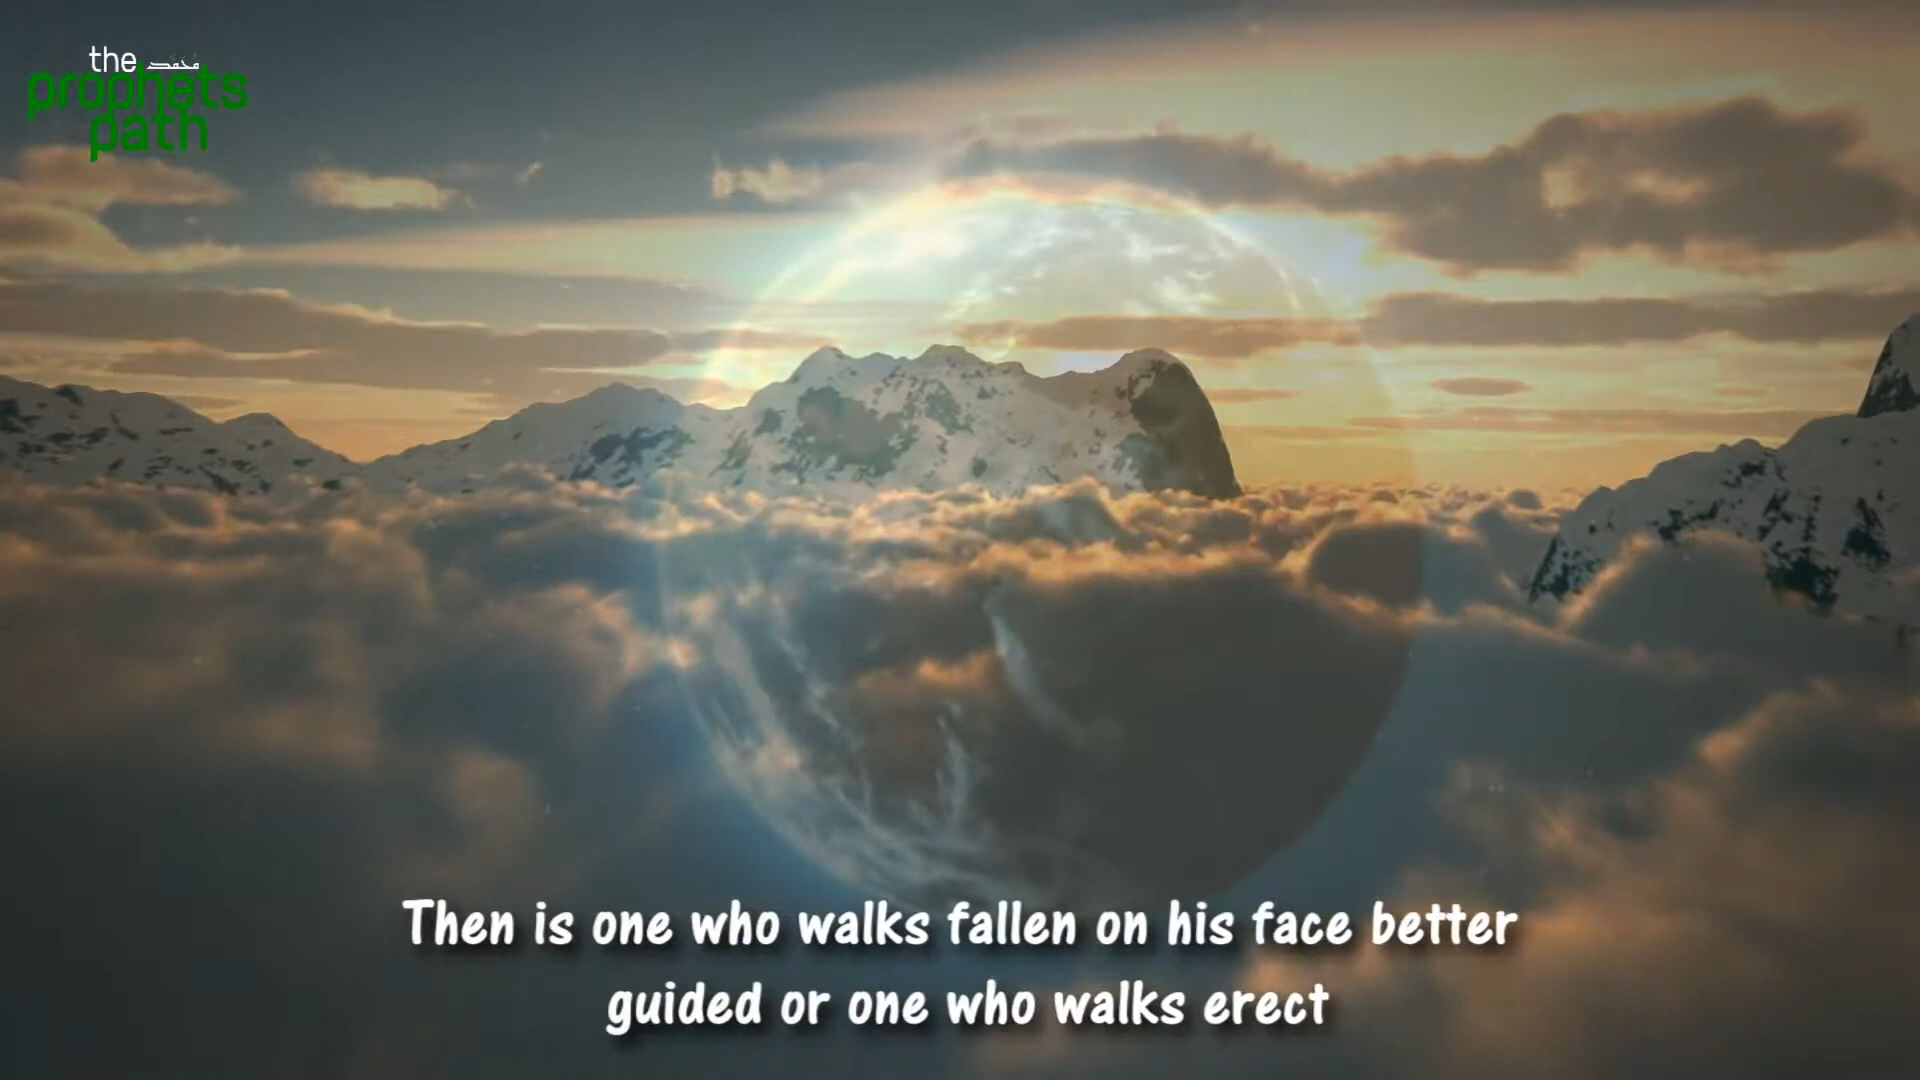 the محمد
prophets
path
Then is one who walks fallen on his face better
guided or one who walks erect